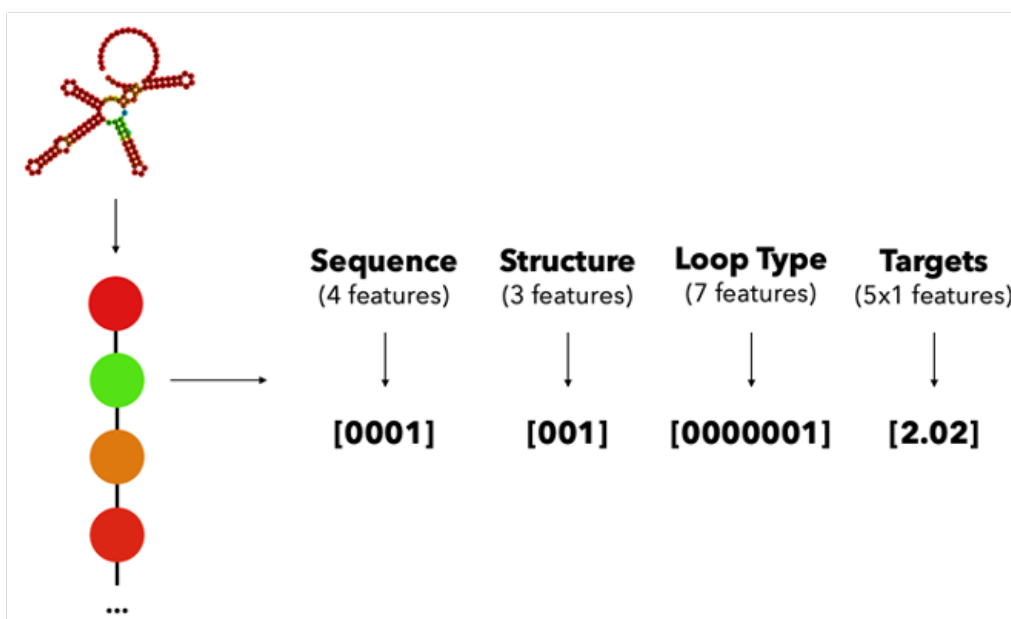 Sequence Structure Loop Type Targets
(4 features) (3 features) (7 features) (5x1 features)
[0001] [001] [0000001] [2.02]
...